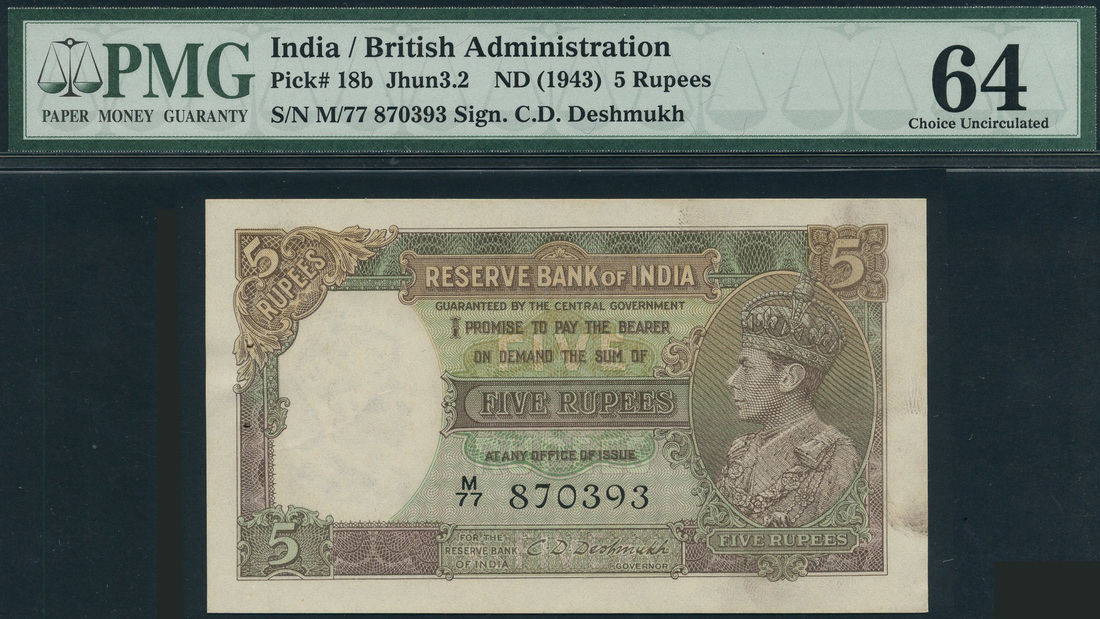 PMG
PAPER MONEY GUARANTY
India / British Administration
Pick# 18b Jhun3.2 ND (1943) 5 Rupees
S/N M/77 870393 Sign. C.D. Deshmukh
64
Choice Uncirculated
5
RUPEES
5
RESERVE BANK OF INDIA
GUARANTEED BY THE CENTRAL GOVERNMENT
I PROMISE TO PAY THE BEARER
ON DEMAND THE SUM OF
FIVE
FIVE RUPEES
AT ANY OFFICE OF ISSUE
M
77 870393
5
FOR THE
RESERVE BANK
OF INDIA
C. D. Deshmukh
GOVERNOR
FIVE RUPEES